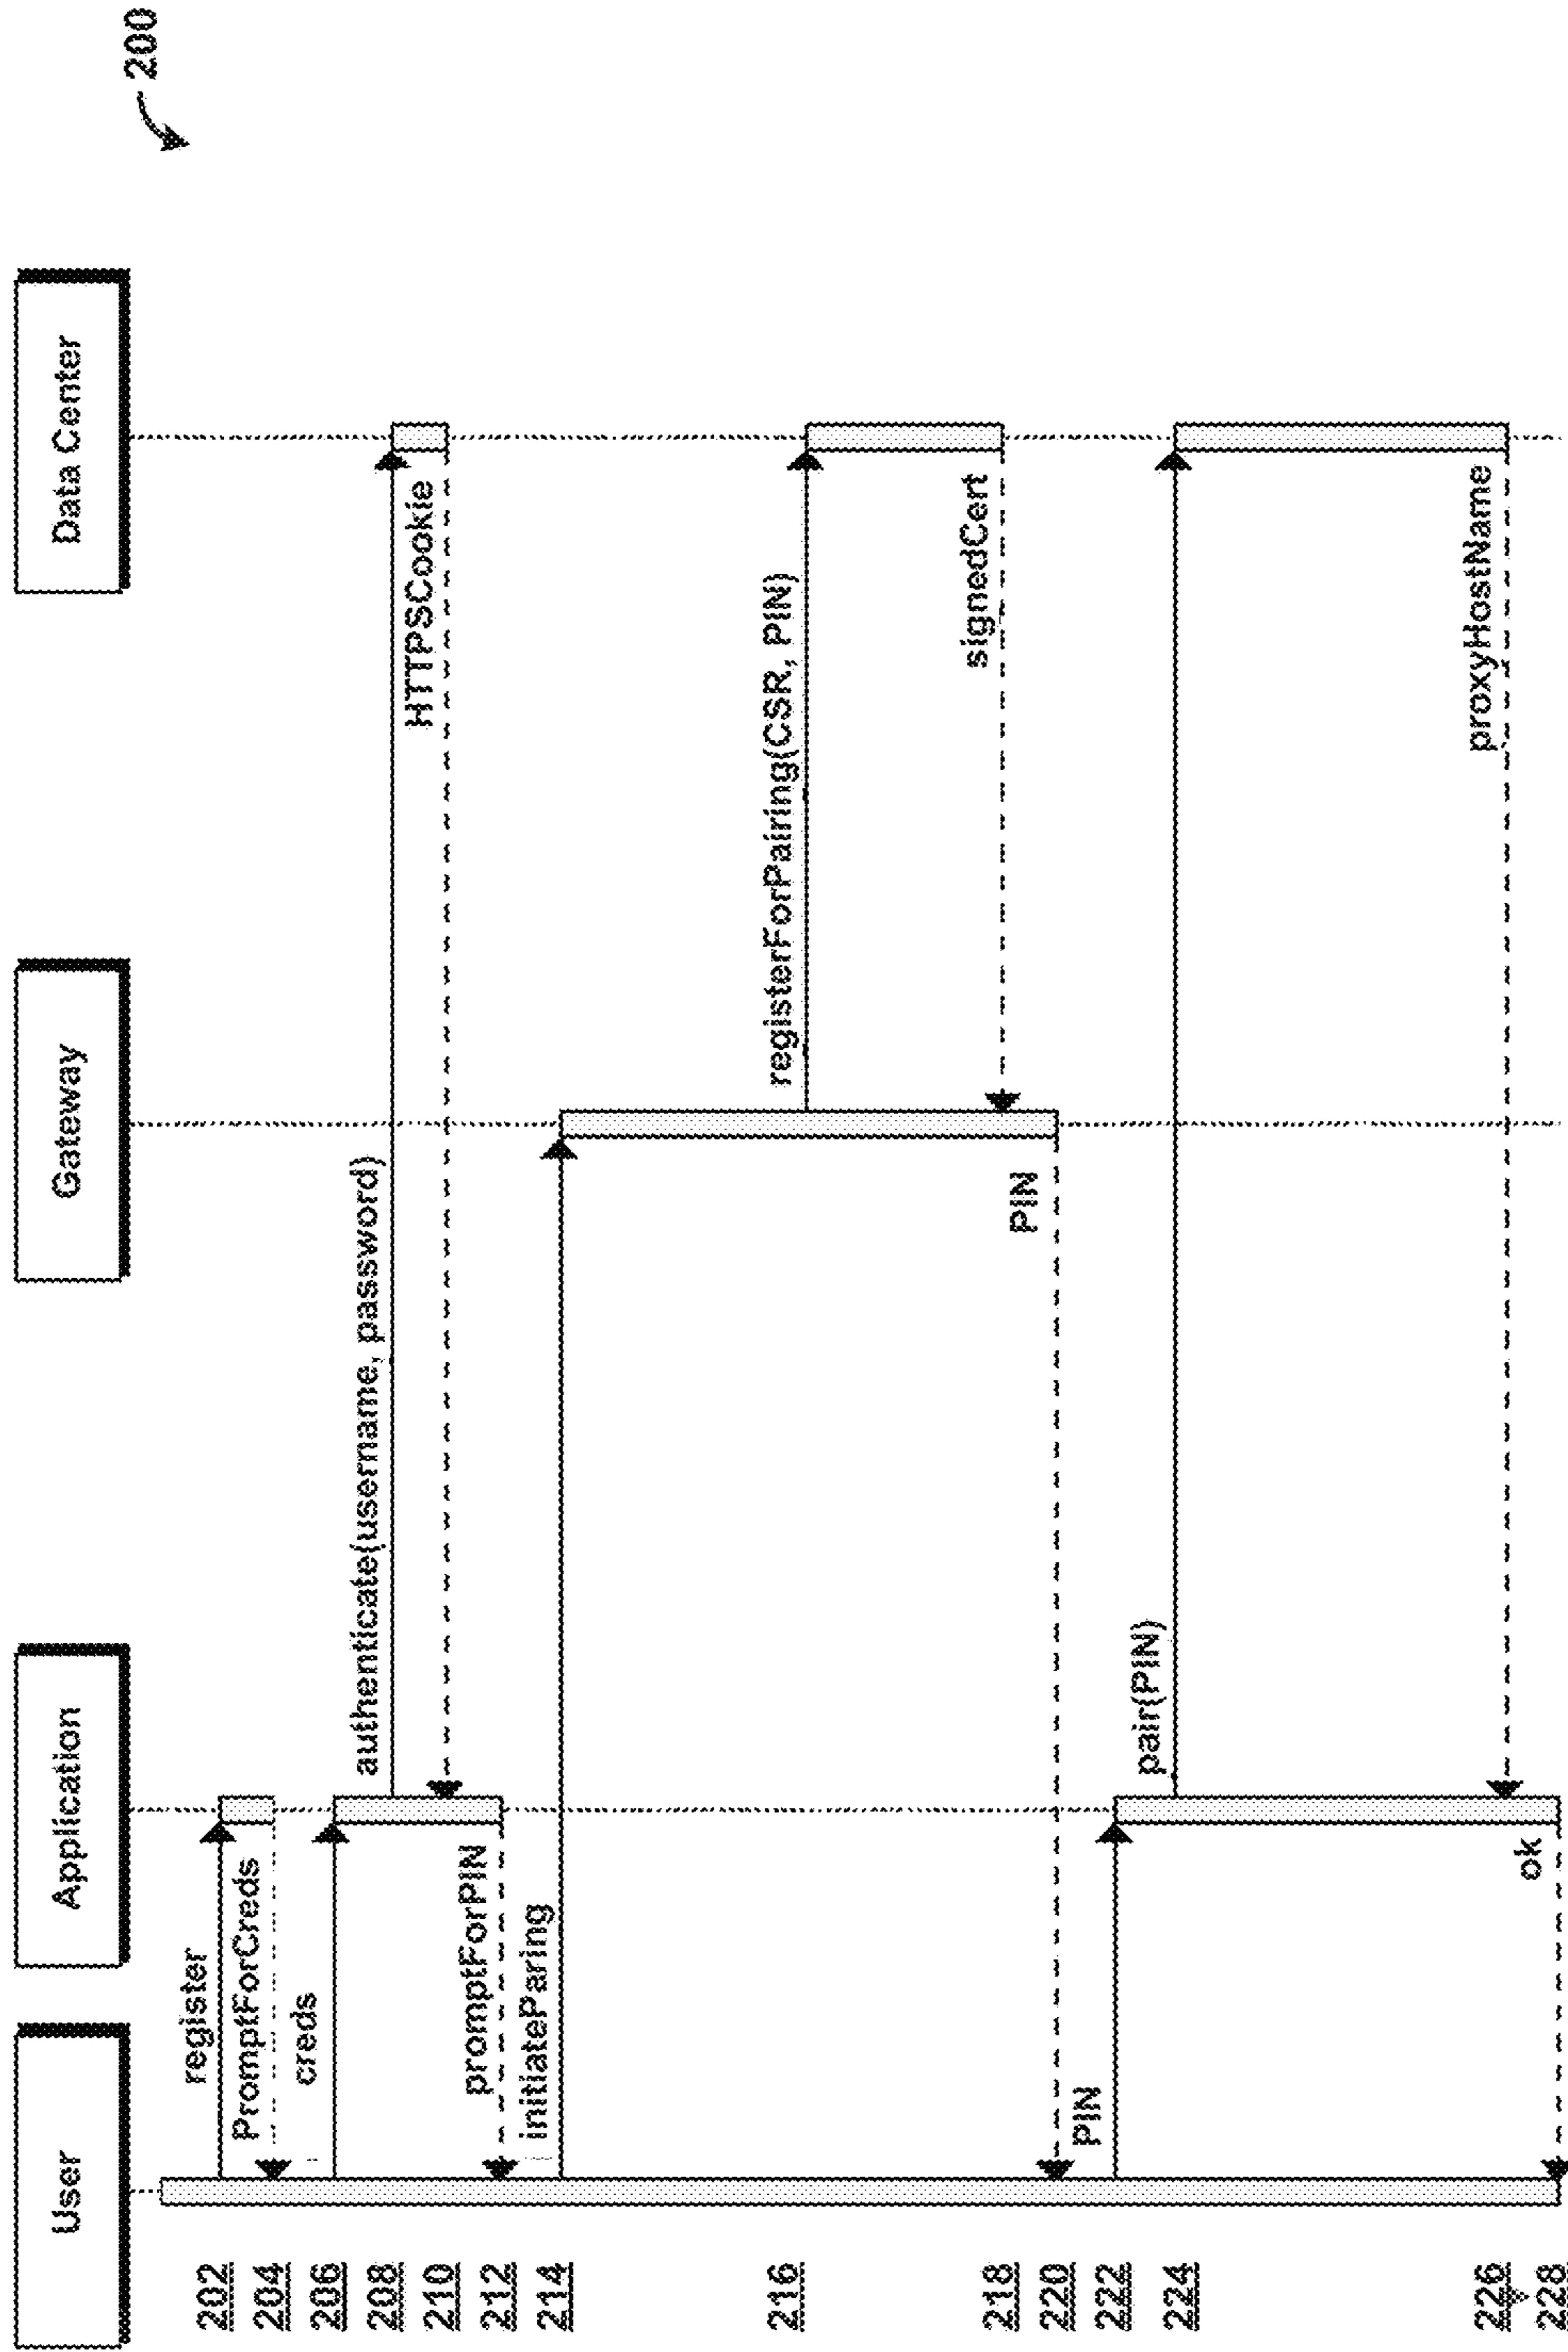 200
User
Application
Gateway
Data Center
202
register
204
PromptForCreds
206
creds
208
authenticate(username, password)
210
HTTPSCookie
212
promptForPIN
214
initiateParing
216
registerForPairing(CSR, PIN)
218
signedCert
220
PIN
222
PIN
224
pair(PIN)
226
proxyHostName
228
ok